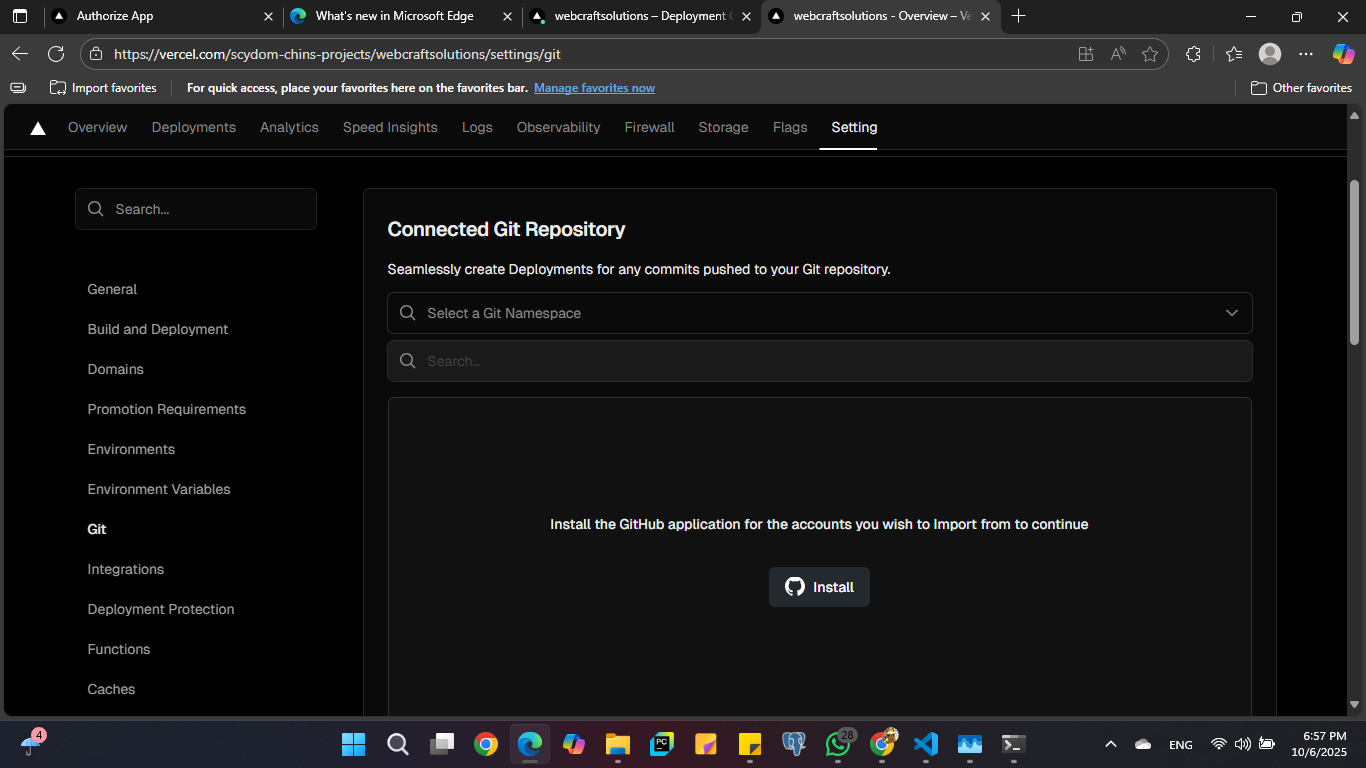 Authorize App
What's new in Microsoft Edge
webcraftsolutions – Deployment
webcraftsolutions - Overview – Ve
https://vercel.com/scydom-chins-projects/webcraftsolutions/settings/git
Import favorites
For quick access, place your favorites here on the favorites bar. Manage favorites now
Other favorites
Overview
Deployments
Analytics
Speed Insights
Logs
Observability
Firewall
Storage
Flags
Setting
Search...
General
Build and Deployment
Domains
Promotion Requirements
Environments
Environment Variables
Git
Integrations
Deployment Protection
Functions
Caches
Connected Git Repository
Seamlessly create Deployments for any commits pushed to your Git repository.
Select a Git Namespace
Search...
Install the GitHub application for the accounts you wish to Import from to continue
Install
4
PC
28
ENG
6:57 PM
10/6/2025